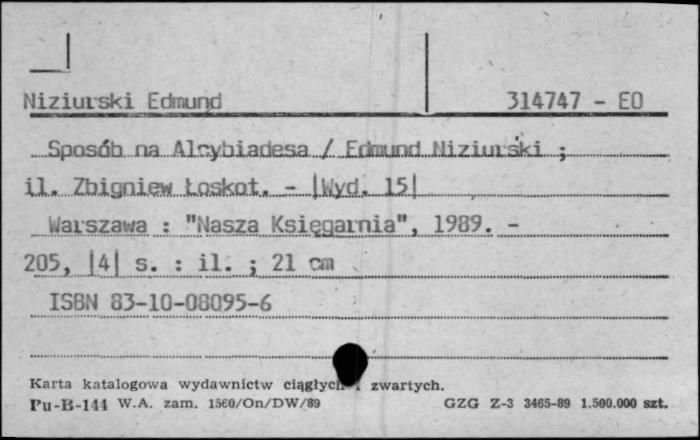 Niziurski Edmund 314747 - EO
Sposób na Alcybiadesa / Edmund Niziurski ;
il. Zbigniew Łoskot. - |Wyd. 15|
Warszawa : "Nasza Księgarnia", 1989. -
205, |4| s. : il. ; 21 cm
ISBN 83-10-08095-6
Karta katalogowa wydawnictw ciągłych i zwartych.
Pu-B-144 W.A. zam. 1560/On/DW/89 GZG Z-3 3465-89 1.500.000 szt.